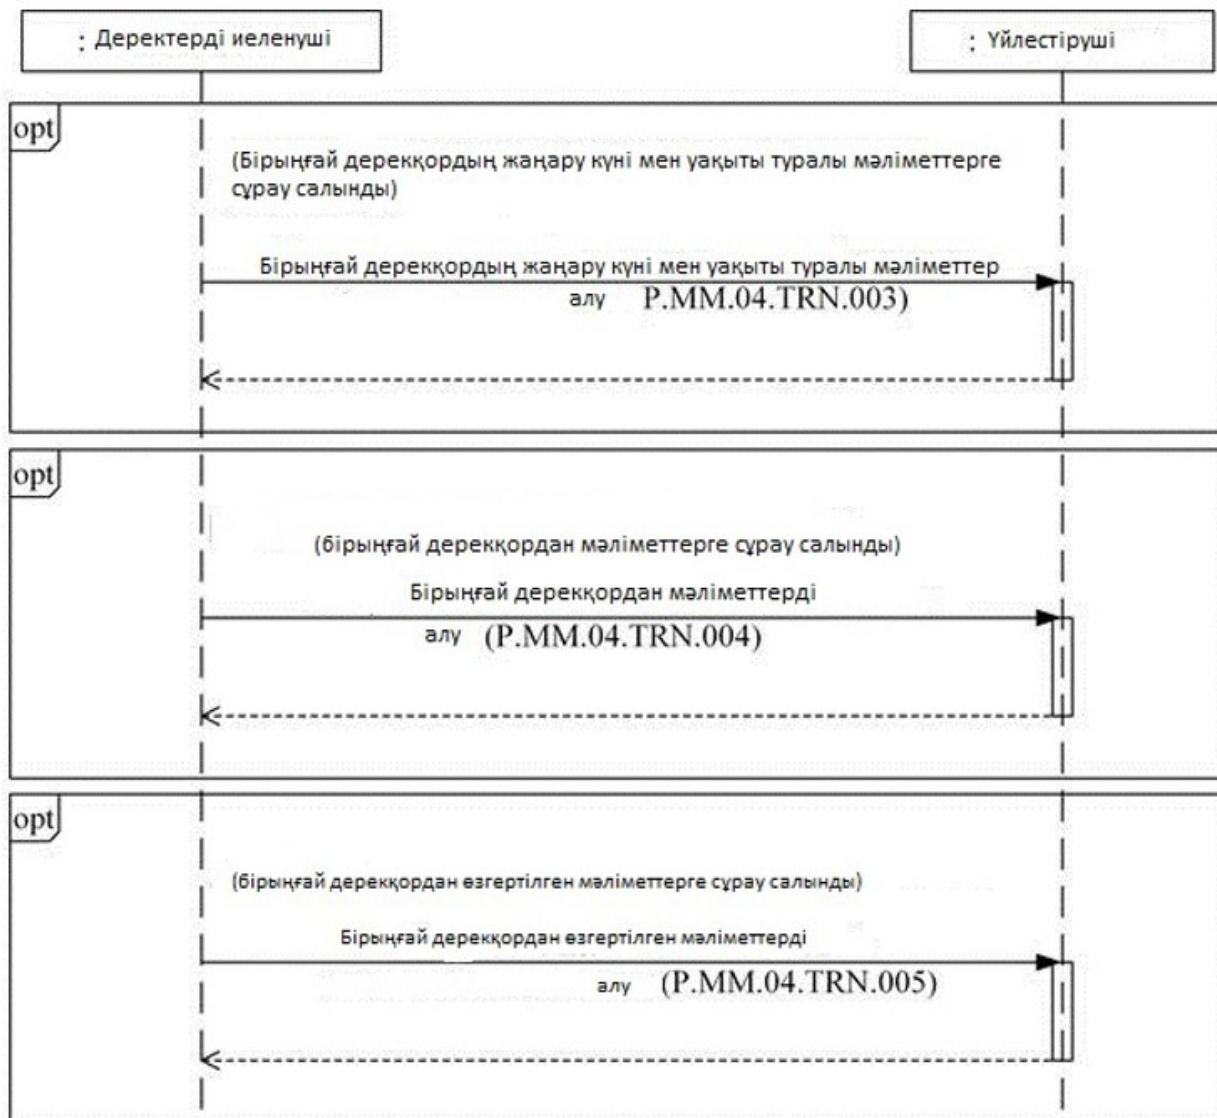 : Деректерді иеленуші
: Үйлестіруші
opt
(Бірыңғай дерекқордың жаңару күні мен уақыты туралы мәліметтерге
сұрау салынды)
Бірыңғай дерекқордың жаңару күні мен уақыты туралы мәліметтер
алу P.MM.04.TRN.003)
opt
(бірыңғай дерекқордан мәліметтерге сұрау салынды)
Бірыңғай дерекқордан мәліметтерді
алу (P.MM.04.TRN.004)
opt
(бірыңғай дерекқордан өзгертілген мәліметтерге сұрау салынды)
Бірыңғай дерекқордан өзгертілген мәліметтерді
алу (P.MM.04.TRN.005)